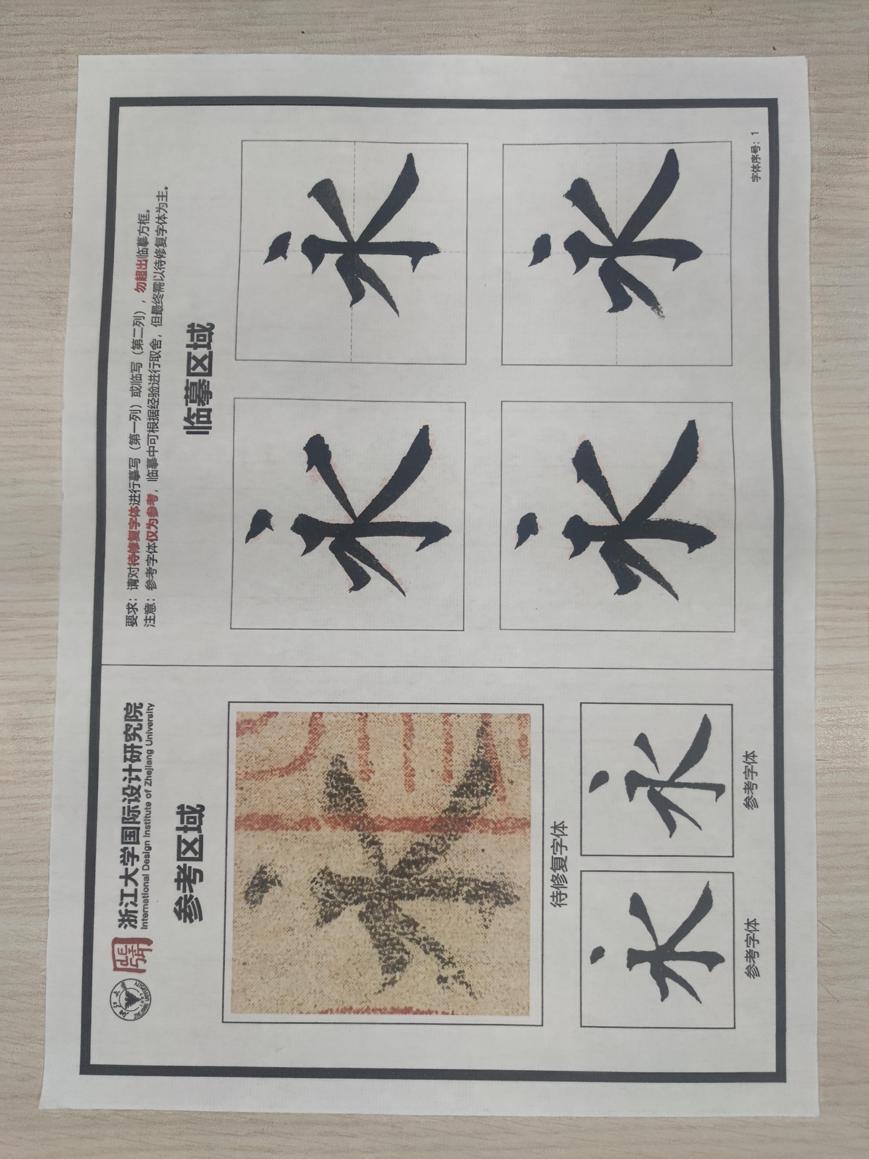 浙江大学国际设计研究院
International Design Institute of Zhejiang University
参考区域
永
待修复字体
永
永
参考字体
参考字体
要求：请对待修复字体进行摹写（第一列）或临写（第二列），勿超出临摹方框。
注意：参考字体仅为参考，临摹中可根据经验进行取舍，但最终需以待修复字体为主。
临摹区域
永
永
永
永
字体序号：1